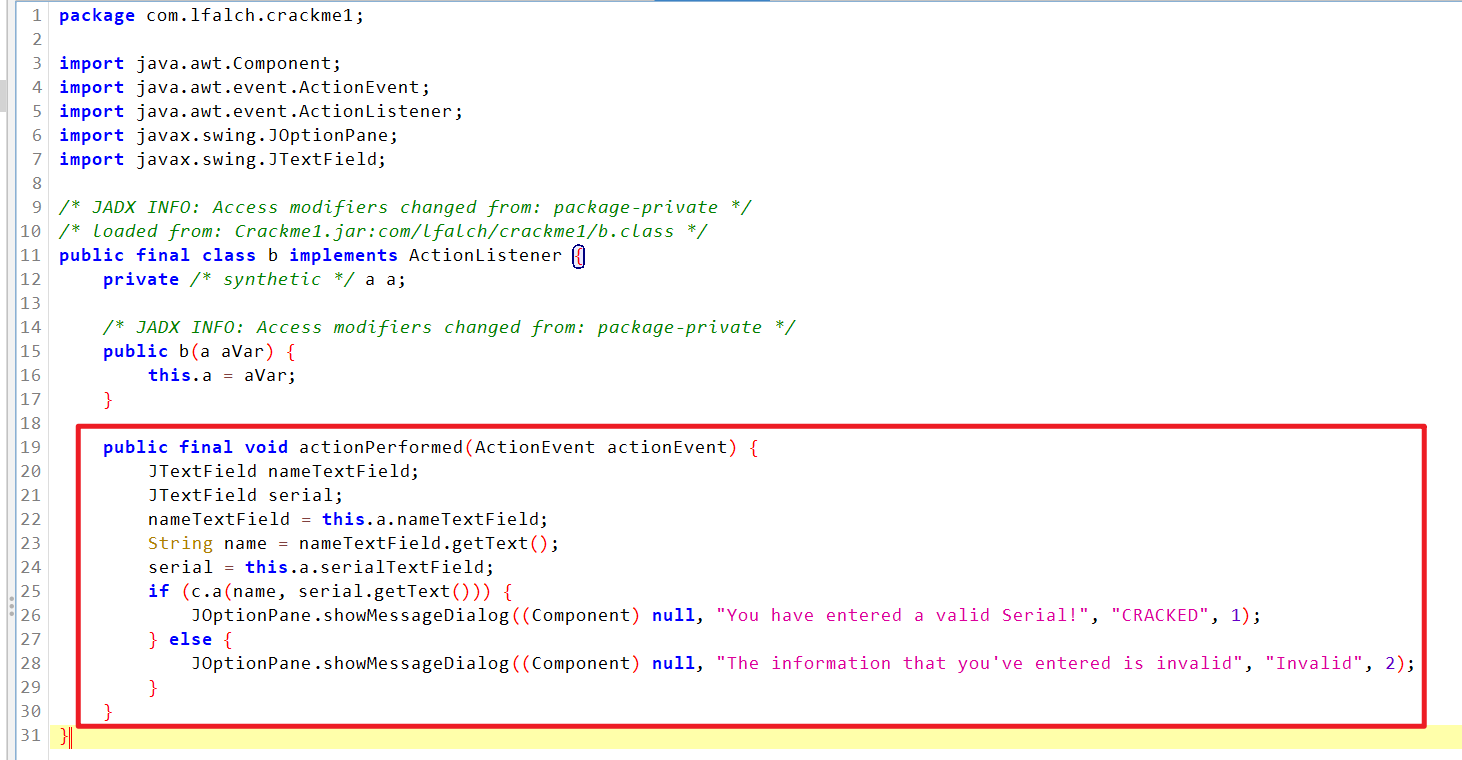 1 package com.lfalch.crackme1;
2
3 import java.awt.Component;
4 import java.awt.event.ActionEvent;
5 import java.awt.event.ActionListener;
6 import javax.swing.JOptionPane;
7 import javax.swing.JTextField;
8
9 /* JADX INFO: Access modifiers changed from: package-private */
10 /* loaded from: Crackme1.jar:com/lfalch/crackme1/b.class */
11 public final class b implements ActionListener {
12     private /* synthetic */ a a;
13
14     /* JADX INFO: Access modifiers changed from: package-private */
15     public b(a aVar) {
16         this.a = aVar;
17     }
18
19     public final void actionPerformed(ActionEvent actionEvent) {
20         JTextField nameTextField;
21         JTextField serial;
22         nameTextField = this.a.nameTextField;
23         String name = nameTextField.getText();
24         serial = this.a.serialTextField;
25         if (c.a(name, serial.getText())) {
26             JOptionPane.showMessageDialog((Component) null, "You have entered a valid Serial!", "CRACKED", 1);
27         } else {
28             JOptionPane.showMessageDialog((Component) null, "The information that you've entered is invalid", "Invalid", 2);
29         }
30     }
31 }